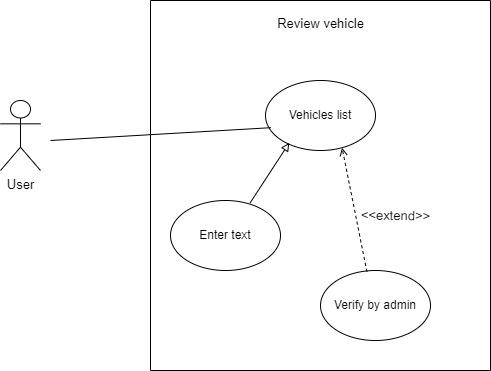 Review vehicle
Vehicles list
User
<<extend>>
Enter text
Verify by admin